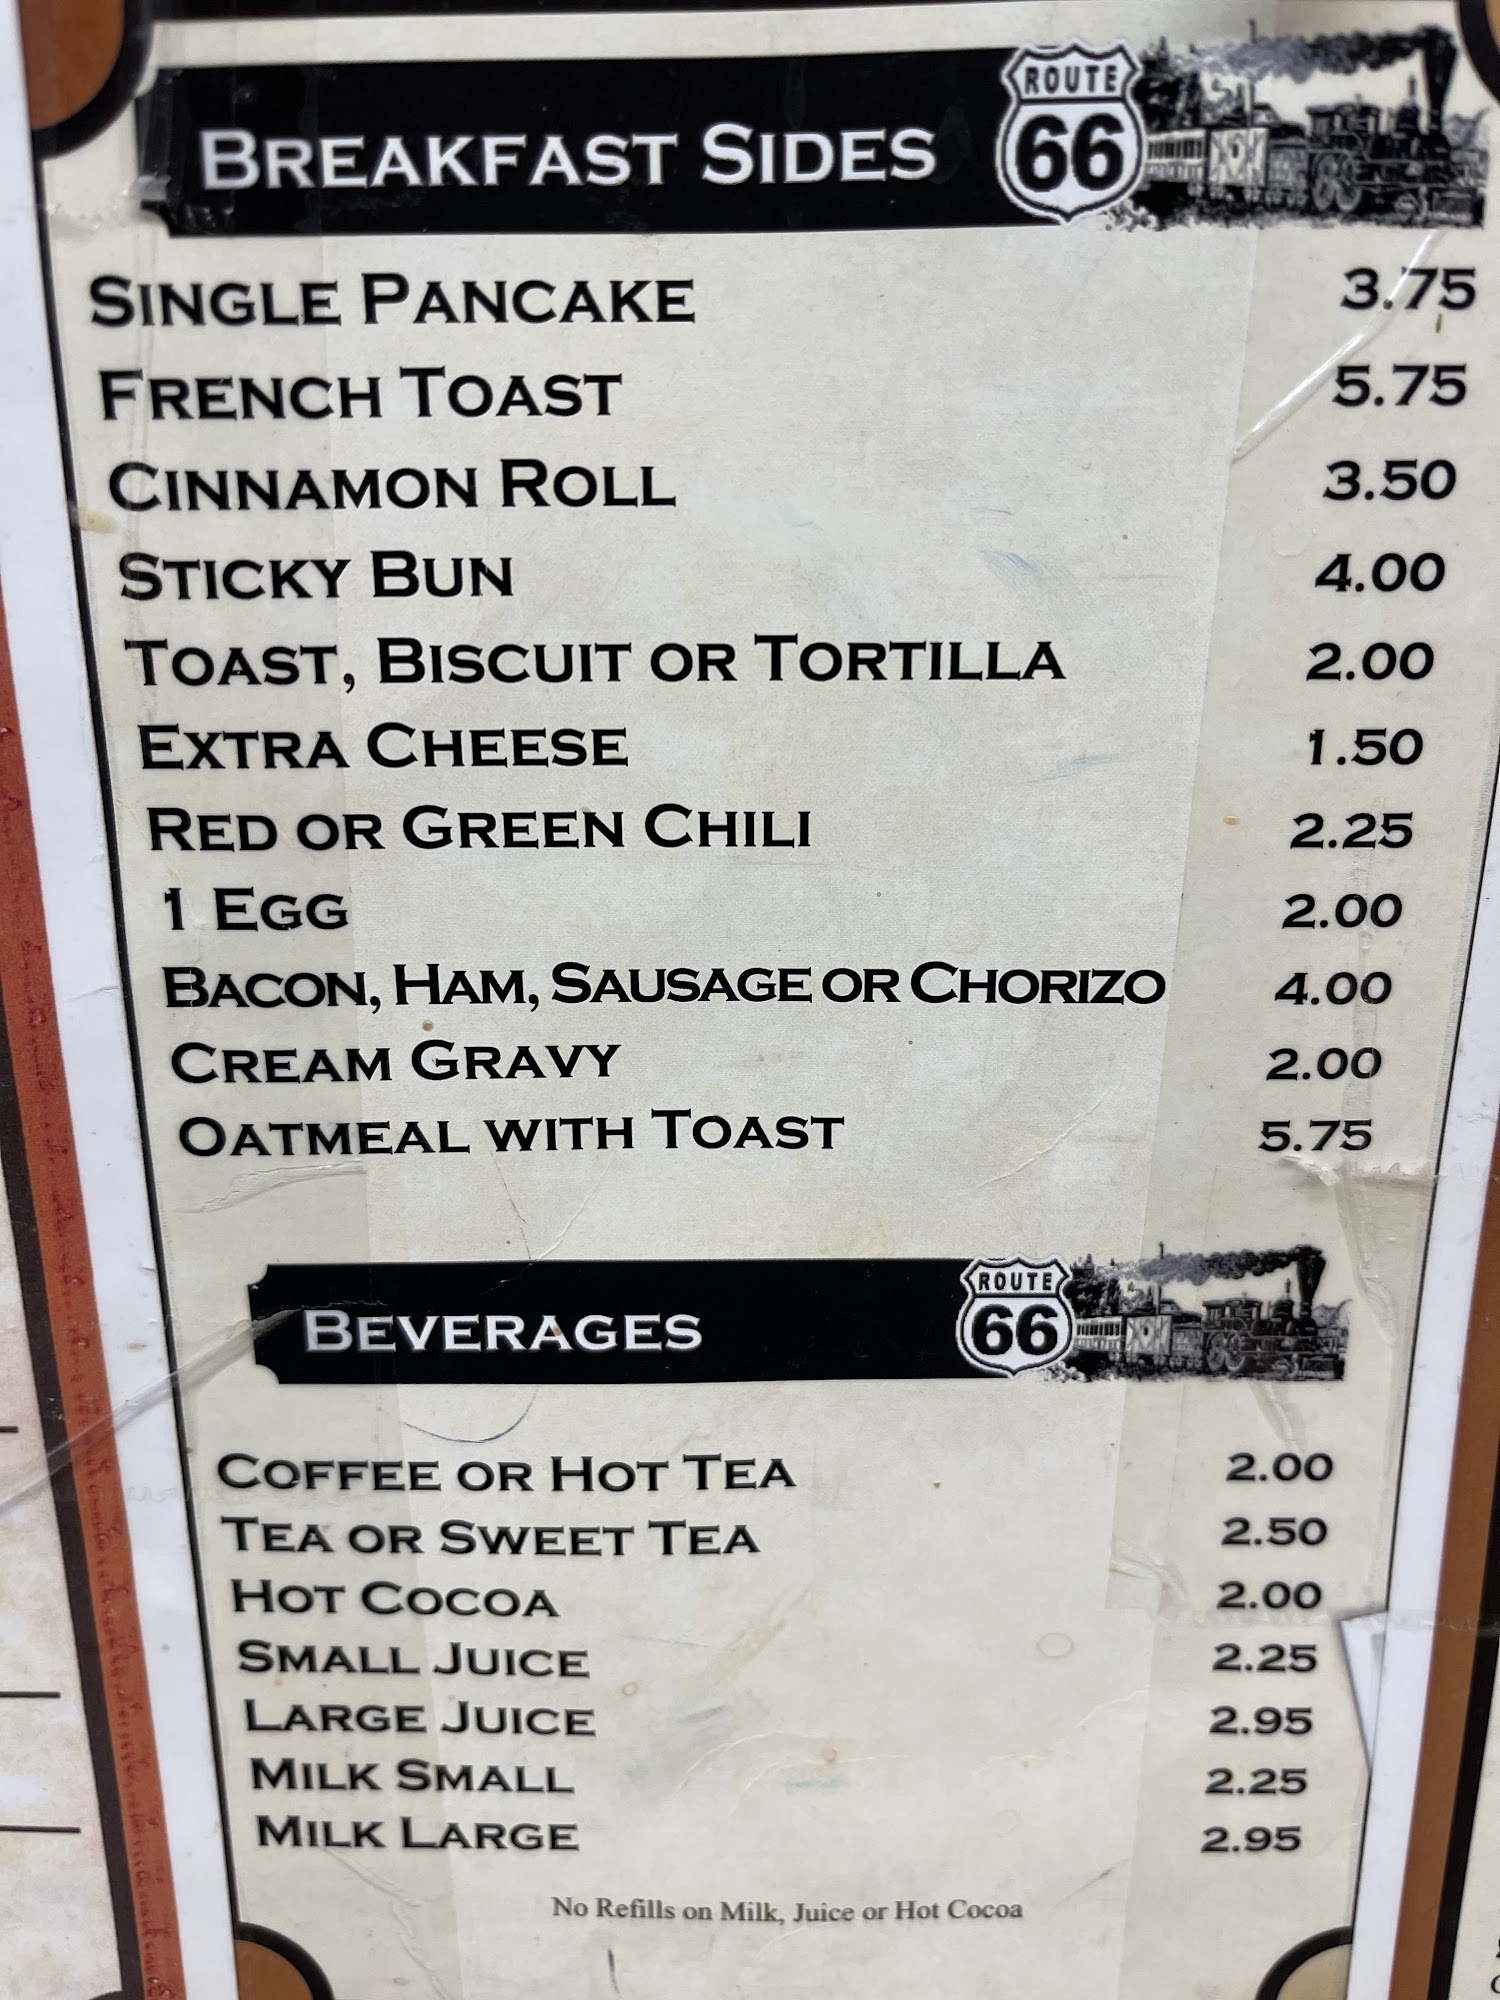 BREAKFAST SIDES
ROUTE
66
SINGLE PANCAKE 3.75
FRENCH TOAST 5.75
CINNAMON ROLL 3.50
STICKY BUN 4.00
TOAST, BISCUIT OR TORTILLA 2.00
EXTRA CHEESE 1.50
RED OR GREEN CHILI 2.25
1 EGG 2.00
BACON, HAM, SAUSAGE OR CHORIZO 4.00
CREAM GRAVY 2.00
OATMEAL WITH TOAST 5.75
BEVERAGES
ROUTE
66
COFFEE OR HOT TEA 2.00
TEA OR SWEET TEA 2.50
HOT COCOA 2.00
SMALL JUICE 2.25
LARGE JUICE 2.95
MILK SMALL 2.25
MILK LARGE 2.95
No Refills on Milk, Juice or Hot Cocoa